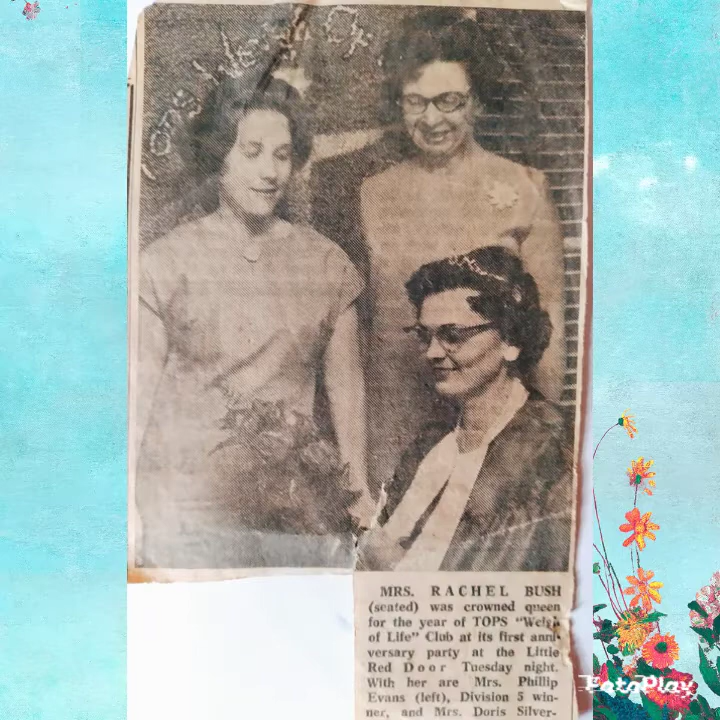 MRS. RACHEL BUSH
(seated) was crowned queen
for the year of TOPS "Weigh
of Life" Club at its first anni-
versary party at the Little
Red Door Tuesday night.
With her are Mrs. Phillip
Evans (left), Division 5 win-
ner, and Mrs. Doris Silver-
FotoPlay